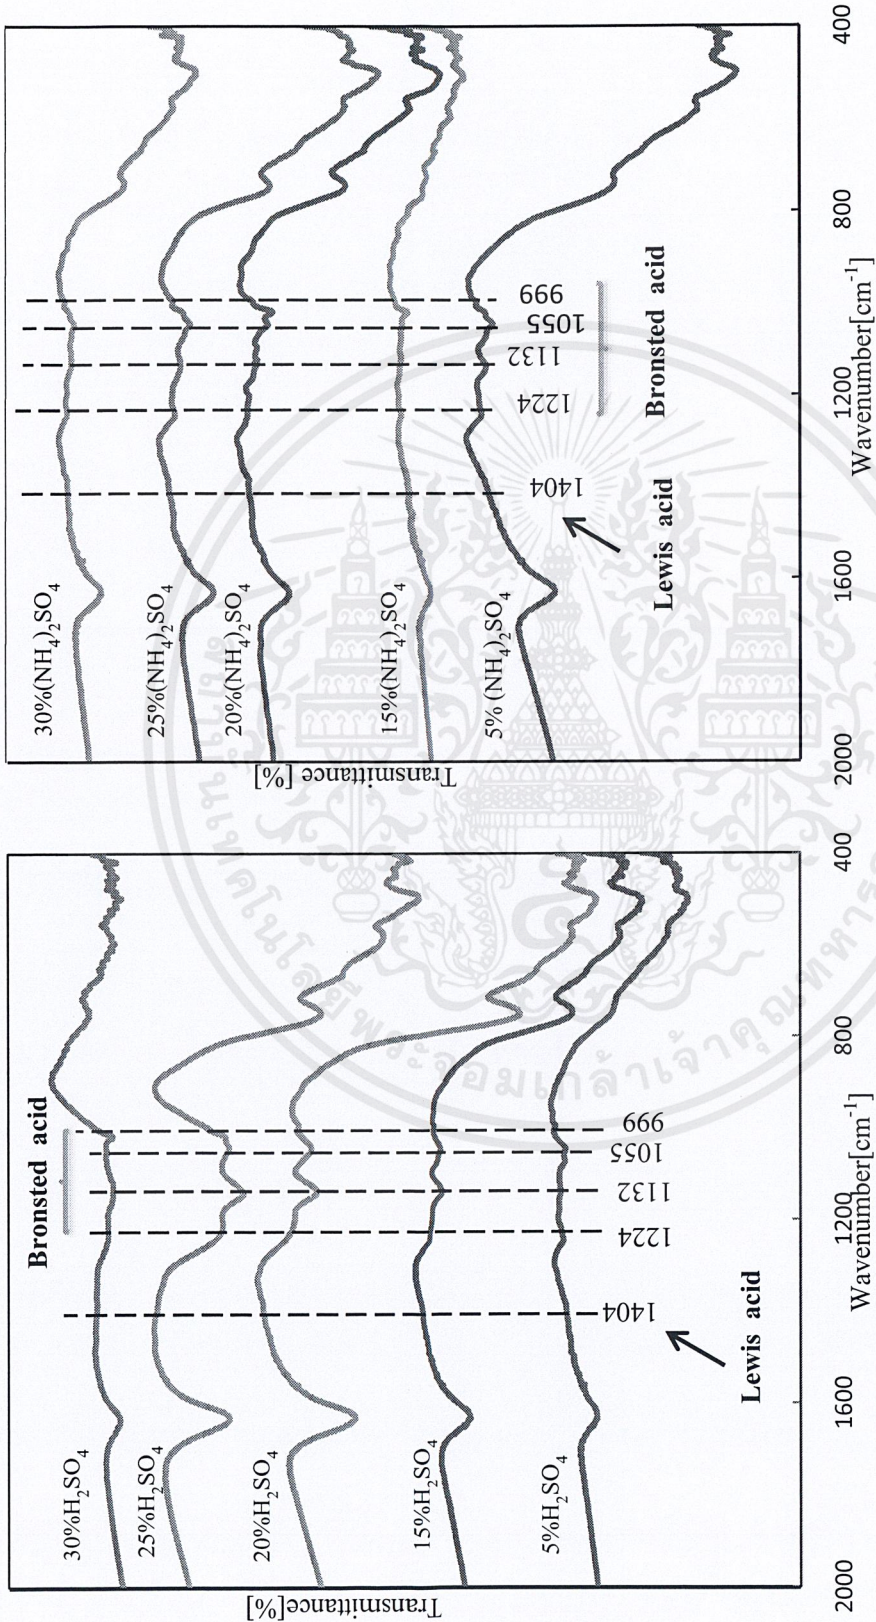 Transmittance[%]
30%H2SO4
25%H2SO4
20%H2SO4
15%H2SO4
5%H2SO4
Bronsted acid
1404
1224
1132
1055
999
Lewis acid
2000
1600
1200
800
400
Wavenumber[cm-1]
Transmittance[%]
30%(NH4)2SO4
25%(NH4)2SO4
20%(NH4)2SO4
15%(NH4)2SO4
5% (NH4)2SO4
1404
1224
1132
1055
999
Lewis acid
Bronsted acid
2000
1600
1200
800
400
Wavenumber[cm-1]